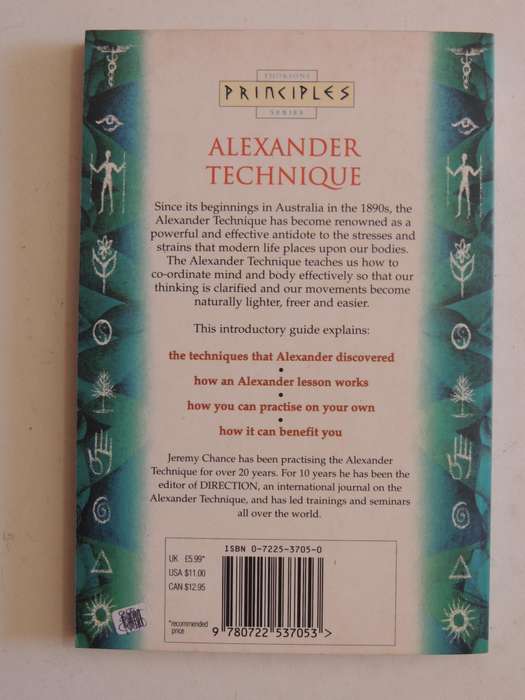 THORSONS
PRINCIPLES
SERIES
ALEXANDER
TECHNIQUE
Since its beginnings in Australia in the 1890s, the
Alexander Technique has become renowned as a
powerful and effective antidote to the stresses and
strains that modern life places upon our bodies.
The Alexander Technique teaches us how to
co-ordinate mind and body effectively so that our
thinking is clarified and our movements become
naturally lighter, freer and easier.
This introductory guide explains:
the techniques that Alexander discovered
•
how an Alexander lesson works
•
how you can practise on your own
•
how it can benefit you
Jeremy Chance has been practising the Alexander
Technique for over 20 years. For 10 years he has been the
editor of DIRECTION, an international journal on the
Alexander Technique, and has led trainings and seminars
all over the world.
ISBN 0-7225-3705-0
UK £5.99*
USA $11.00
CAN $12.95
*recommended
price
9 780722 537053 >